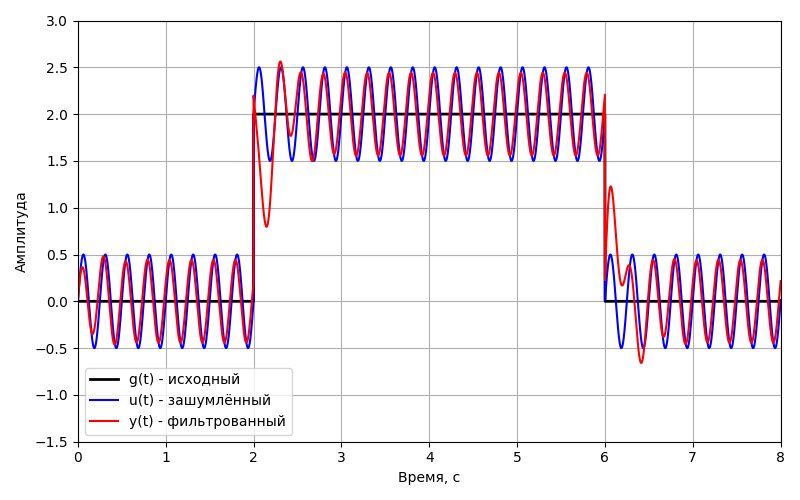 3.0
2.5
2.0
1.5
1.0
0.5
0.0
−0.5
−1.0
−1.5
Амплитуда
g(t) - исходный
u(t) - зашумлённый
y(t) - фильтрованный
0 1 2 3 4 5 6 7 8
Время, с